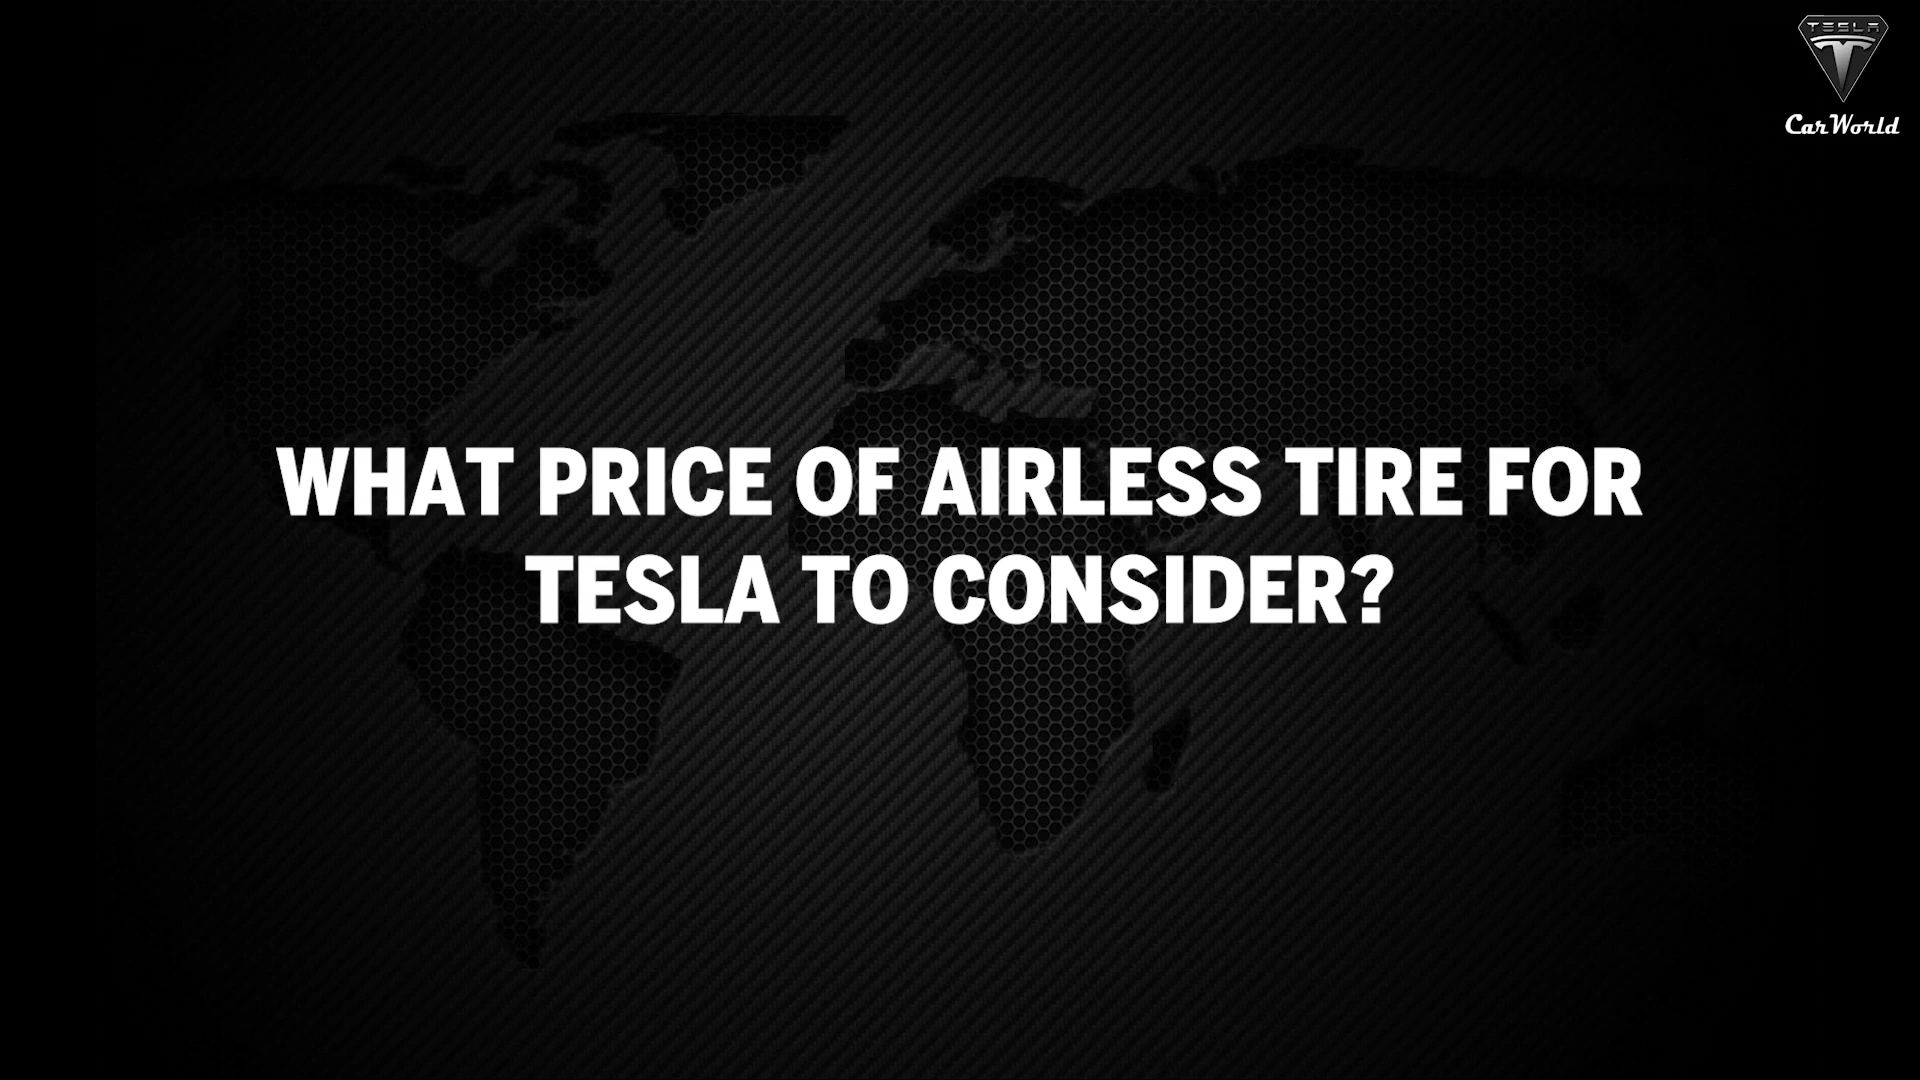 TESLA
CarWorld
WHAT PRICE OF AIRLESS TIRE FOR
TESLA TO CONSIDER?